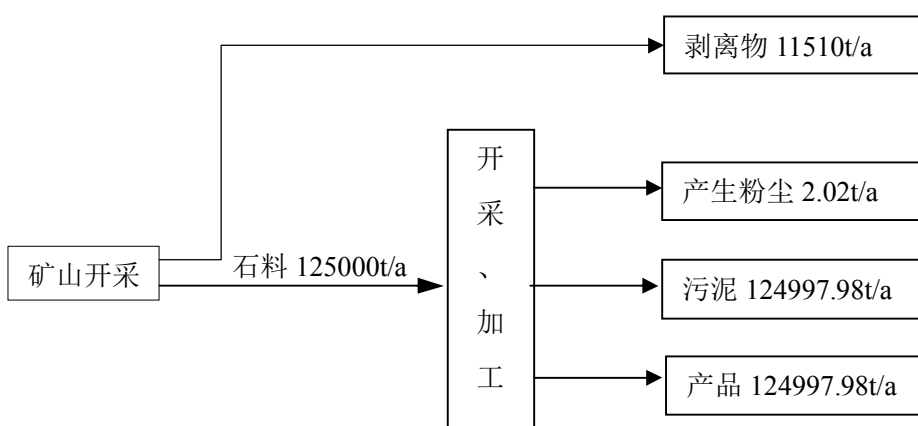 剥离物 11510t/a
开采、加工
产生粉尘 2.02t/a
矿山开采
石料 125000t/a
污泥 124997.98t/a
产品 124997.98t/a